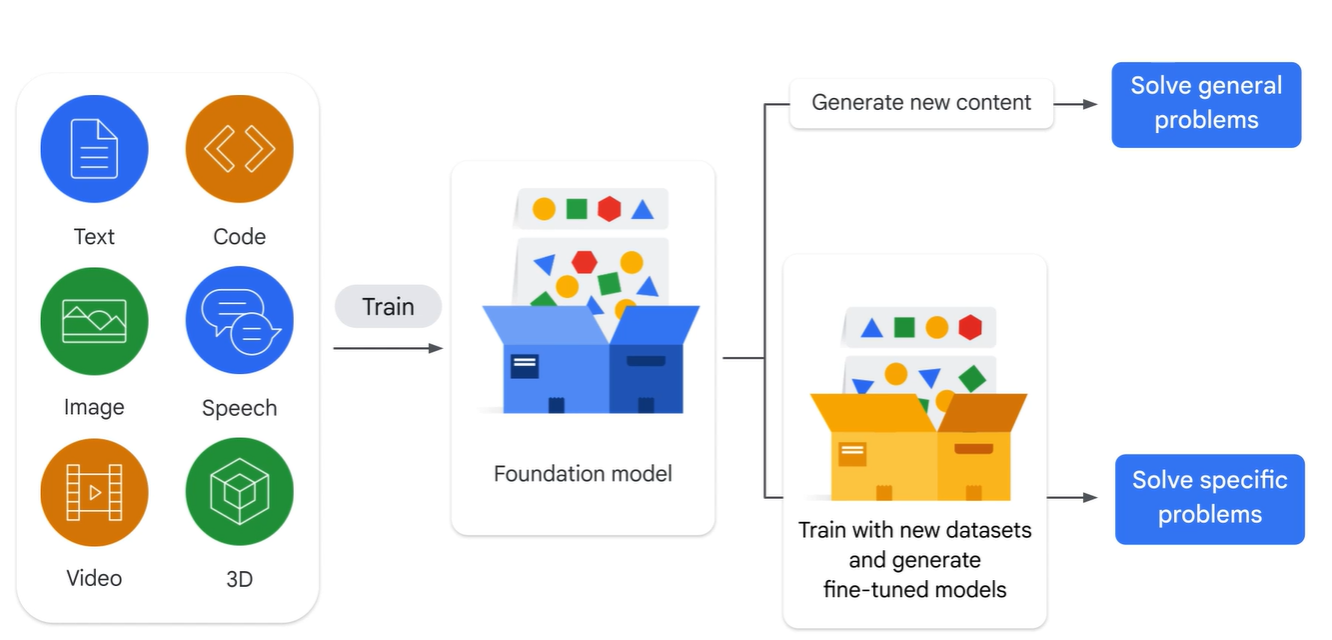 Text
Code
Image
Speech
Video
3D
Train
Foundation model
Generate new content
Solve general
problems
Train with new datasets
and generate
fine-tuned models
Solve specific
problems